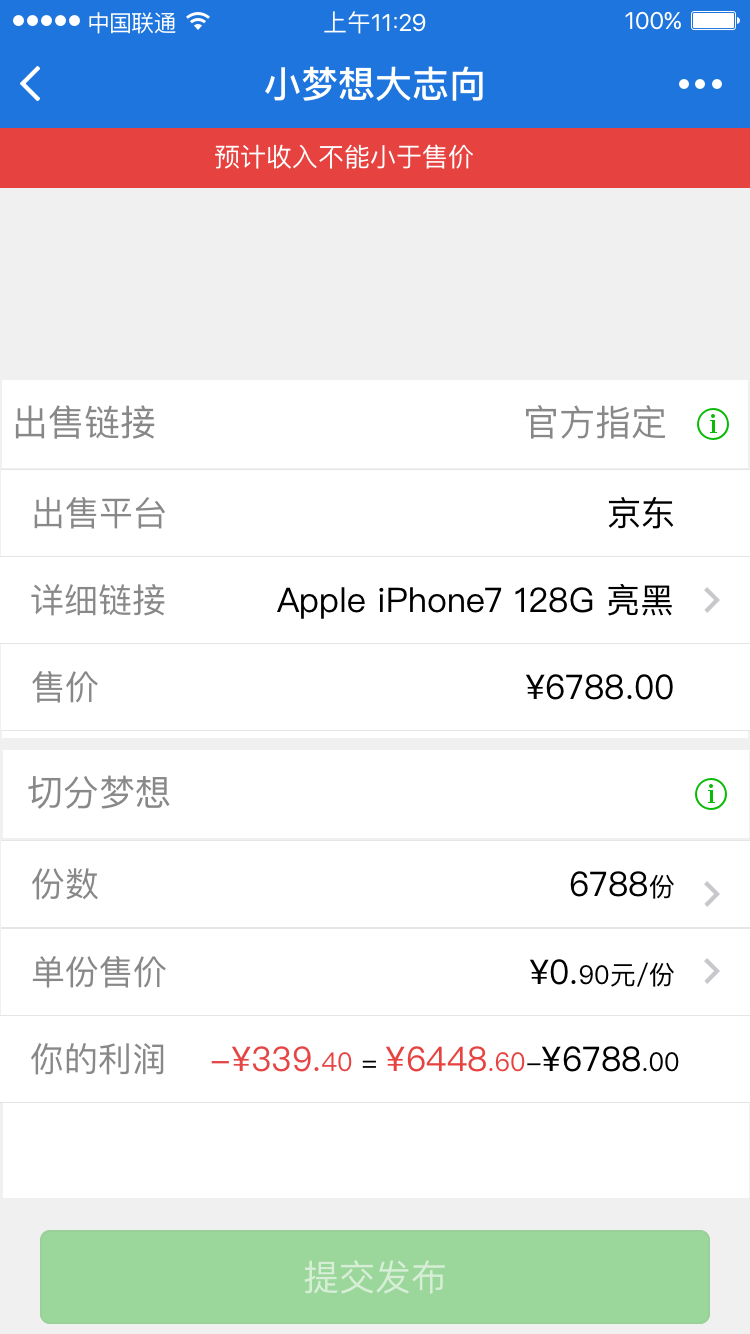 中国联通 上午11:29 100%
小梦想大志向
预计收入不能小于售价
出售链接 官方指定
出售平台 京东
详细链接 Apple iPhone7 128G 亮黑
售价 ¥6788.00
切分梦想
份数 6788份
单份售价 ¥0.90元/份
你的利润 -¥339.40 = ¥6448.60-¥6788.00
提交发布